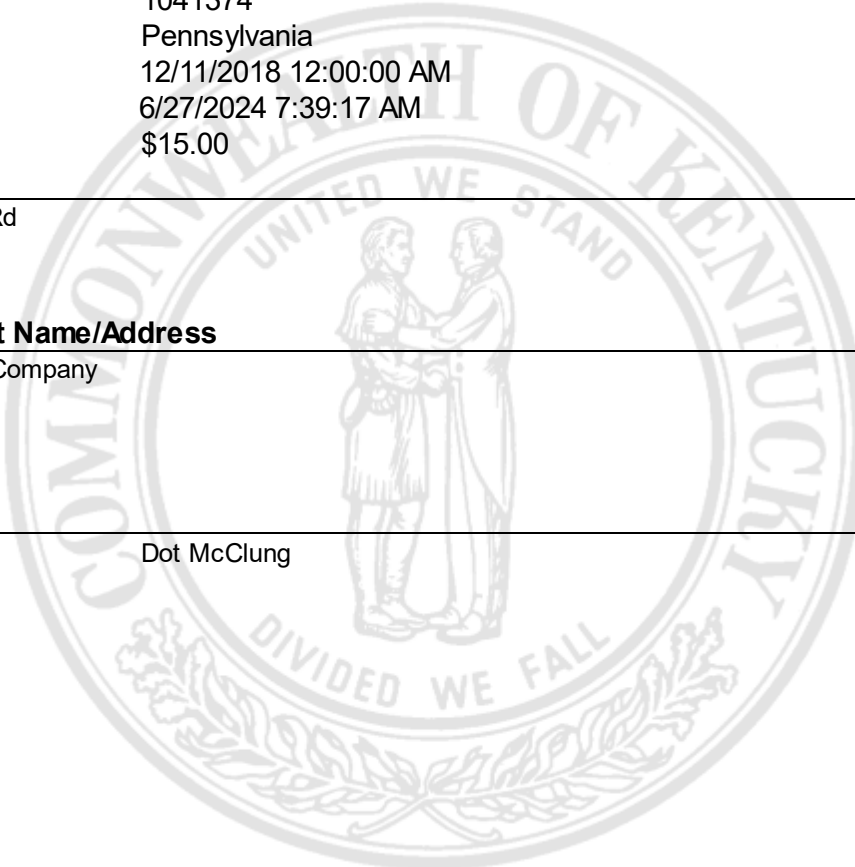 1041374
Pennsylvania
12/11/2018 12:00:00 AM
6/27/2024 7:39:17 AM
$15.00
Rd
t Name/Address
Company
Dot McClung
COMMONWEALTH OF KENTUCKY
UNITED WE STAND
DIVIDED WE FALL